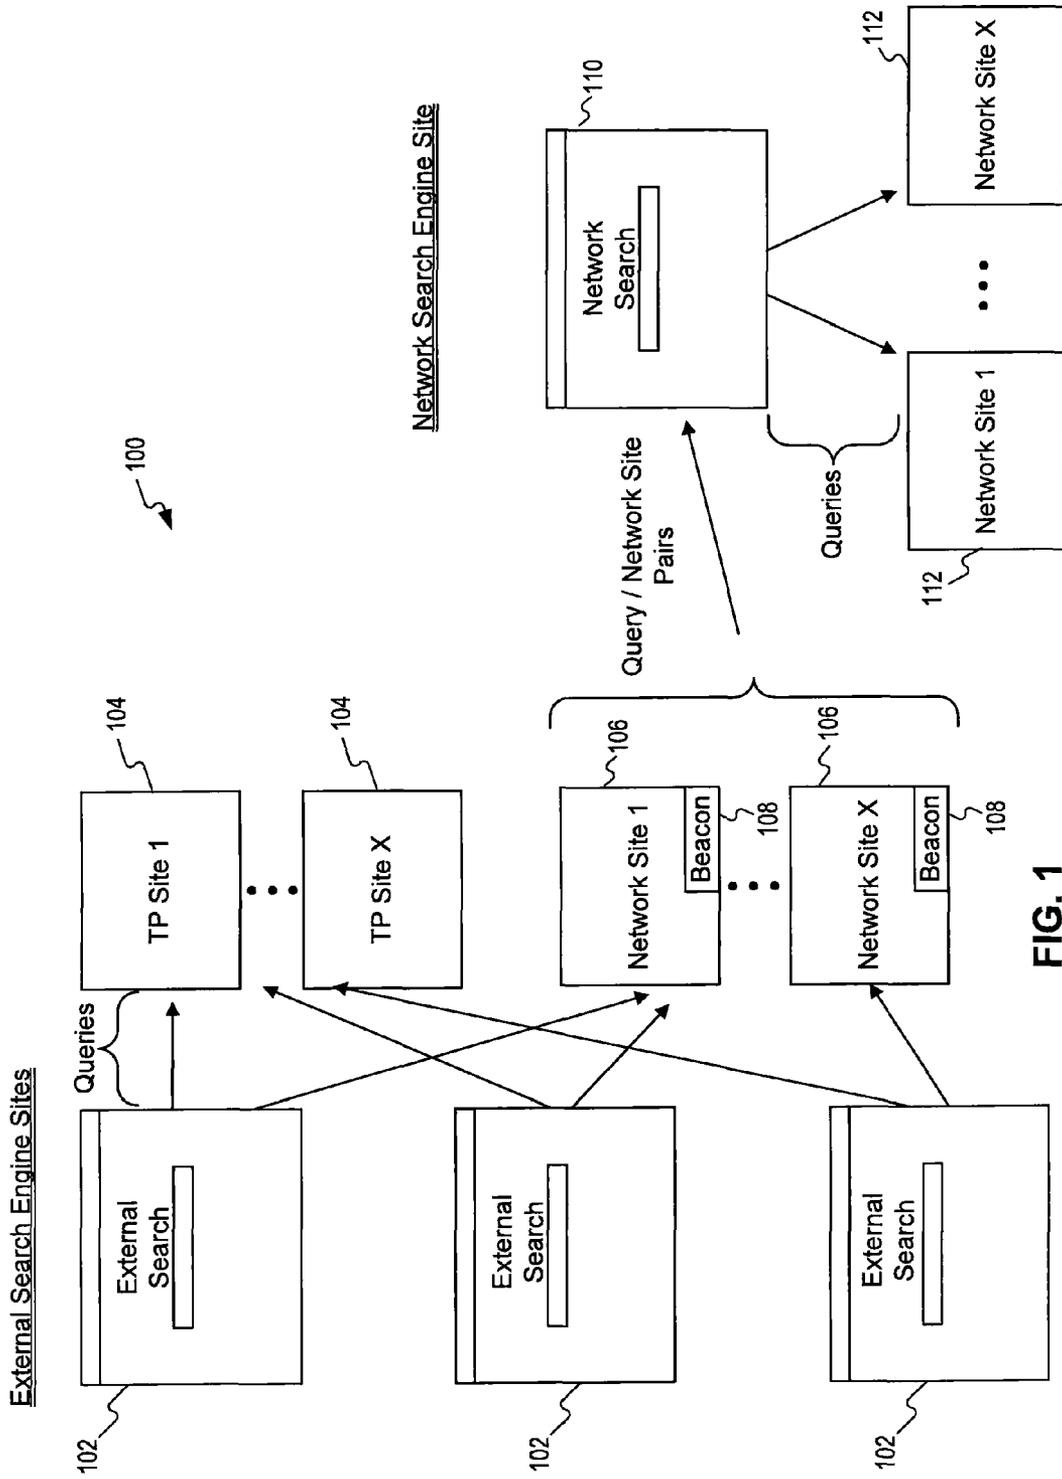 External Search Engine Sites
102
External
Search
102
External
Search
102
External
Search
Queries
TP Site 1
104
TP Site X
104
Network Site 1
Beacon
106
108
Network Site X
Beacon
106
108
100
Query / Network Site
Pairs
Network Search Engine Site
Network
Search
110
Queries
Network Site 1
112
Network Site X
112
FIG. 1